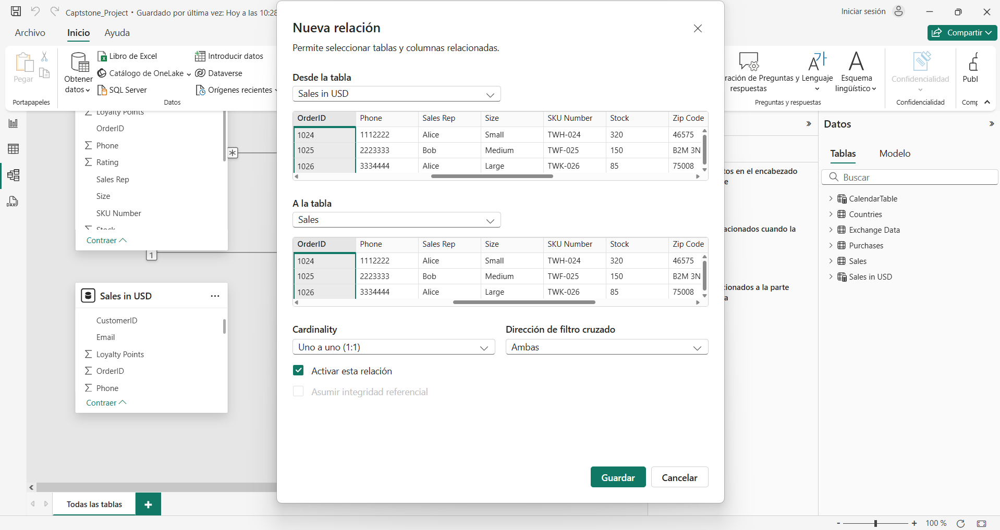 Captstone_Project • Guardado por última vez: Hoy a las 10:28
Iniciar sesión
Archivo
Inicio
Ayuda
Compartir
Pegar
Portapapeles
Obtener datos
Libro de Excel
Catálogo de OneLake
SQL Server
Introducir datos
Dataverse
Orígenes recientes
Datos
ración de Preguntas y
respuestas
Lenguaje
Esquema
lingüístico
Preguntas y respuestas
Confidencialidad
Confidencialidad
Publ
Comp
Loyalty Points
OrderID
Phone
Rating
Sales Rep
Size
SKU Number
Stock
Contraer
1
Sales in USD
CustomerID
Email
Loyalty Points
OrderID
Phone
Contraer
Todas las tablas
Nueva relación
Permite seleccionar tablas y columnas relacionadas.
Desde la tabla
Sales in USD
OrderID Phone Sales Rep Size SKU Number Stock Zip Code
1024 1112222 Alice Small TWH-024 320 46575
1025 2223333 Bob Medium TWF-025 150 B2M 3N
1026 3334444 Alice Large TWK-026 85 75008
A la tabla
Sales
OrderID Phone Sales Rep Size SKU Number Stock Zip Code
1024 1112222 Alice Small TWH-024 320 46575
1025 2223333 Bob Medium TWF-025 150 B2M 3N
1026 3334444 Alice Large TWK-026 85 75008
Cardinality
Uno a uno (1:1)
Dirección de filtro cruzado
Ambas
Activar esta relación
Asumir integridad referencial
Guardar
Cancelar
tos en el encabezado
e
acionados cuando la
cionados a la parte
a
Datos
Tablas
Modelo
Buscar
CalendarTable
Countries
Exchange Data
Purchases
Sales
Sales in USD
100 %